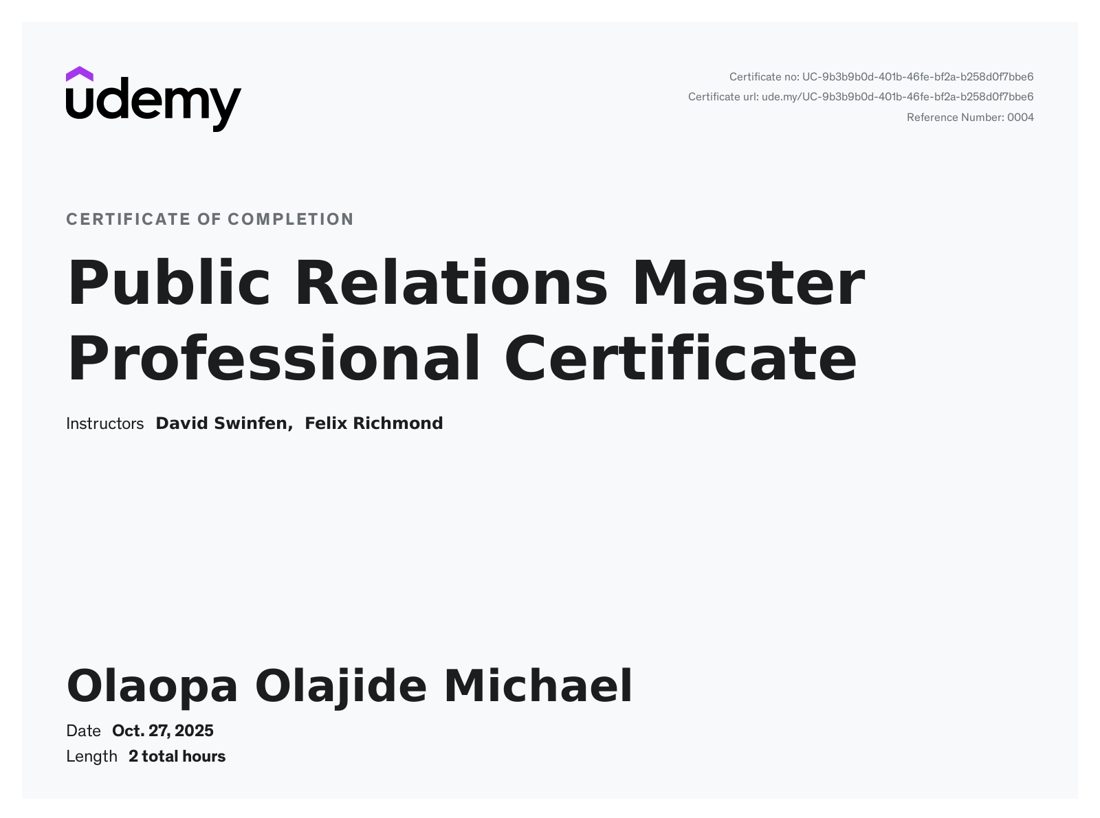 udemy
Certificate no: UC-9b3b9b0d-401b-46fe-bf2a-b258d0f7bbe6
Certificate url: ude.my/UC-9b3b9b0d-401b-46fe-bf2a-b258d0f7bbe6
Reference Number: 0004
CERTIFICATE OF COMPLETION
Public Relations Master
Professional Certificate
Instructors David Swinfen, Felix Richmond
Olaopa Olajide Michael
Date Oct. 27, 2025
Length 2 total hours